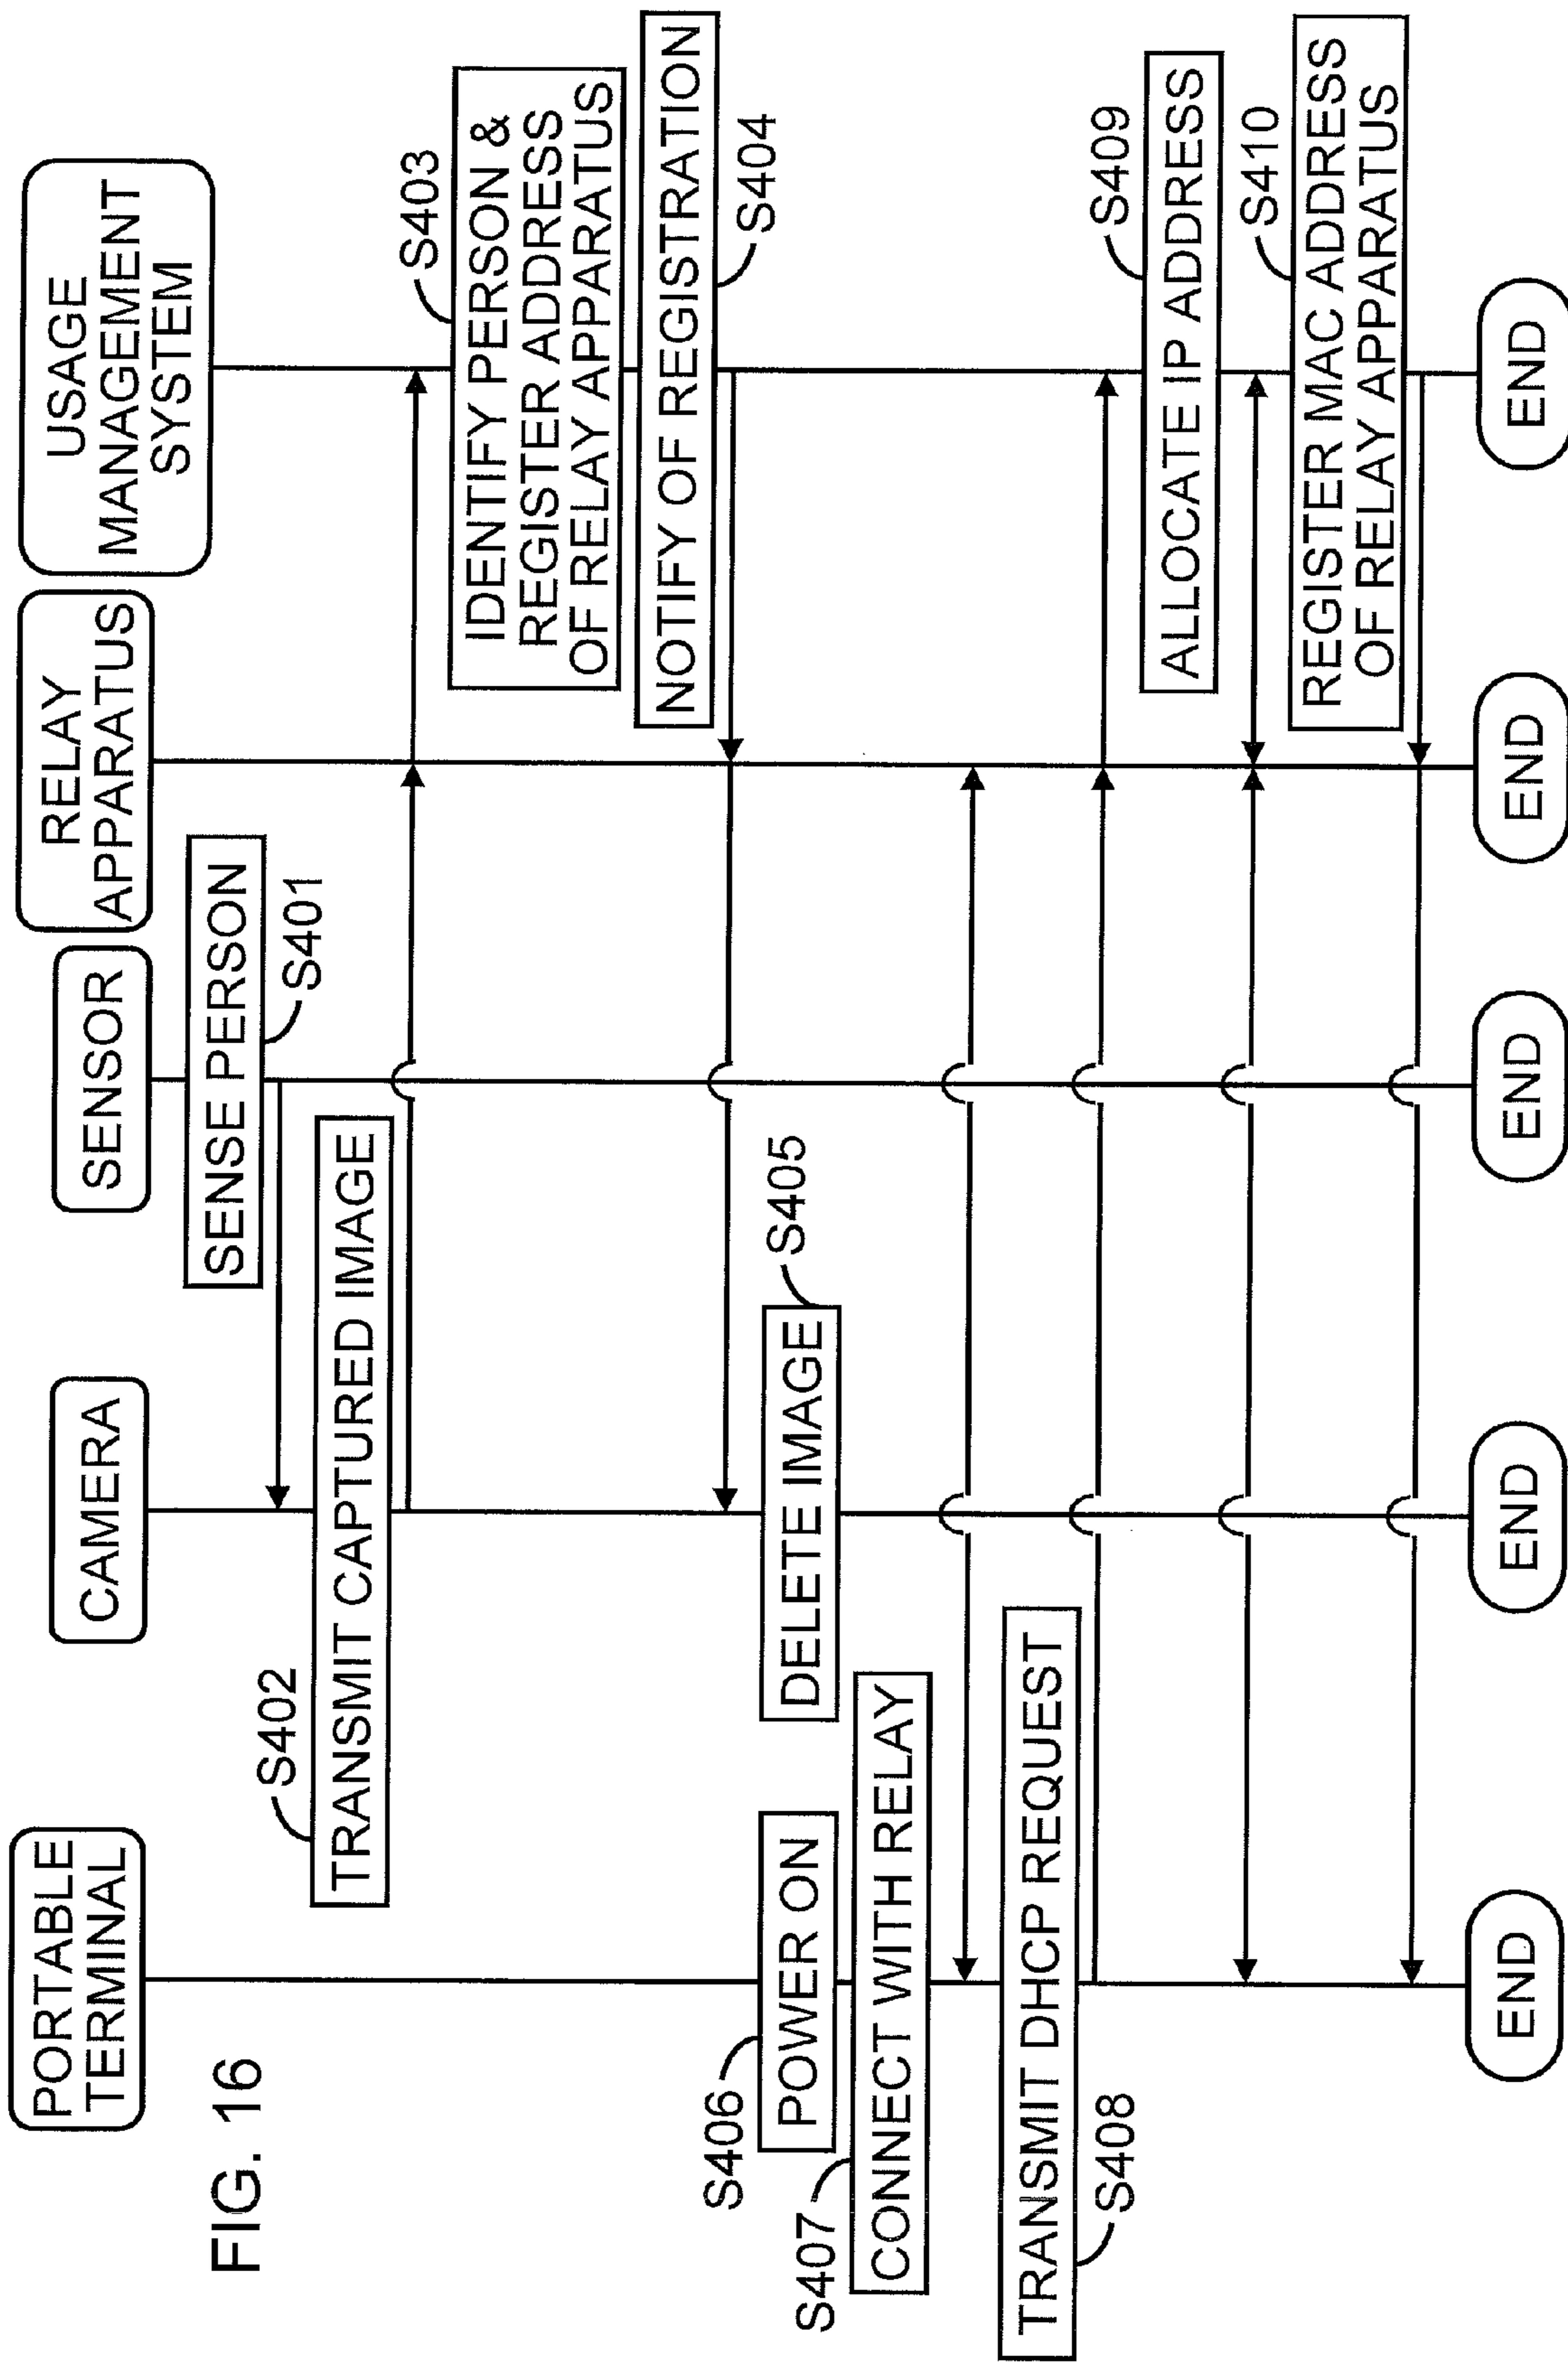 FIG. 16
PORTABLE
TERMINAL
CAMERA
SENSOR
RELAY
APPARATUS
USAGE
MANAGEMENT
SYSTEM
SENSE PERSON
S401
S402
TRANSMIT CAPTURED IMAGE
S403
IDENTIFY PERSON &
REGISTER ADDRESS
OF RELAY APPARATUS
NOTIFY OF REGISTRATION
S404
DELETE IMAGE
S405
S406
POWER ON
S407
CONNECT WITH RELAY
TRANSMIT DHCP REQUEST
S408
S409
ALLOCATE IP ADDRESS
S410
REGISTER MAC ADDRESS
OF RELAY APPARATUS
END
END
END
END
END